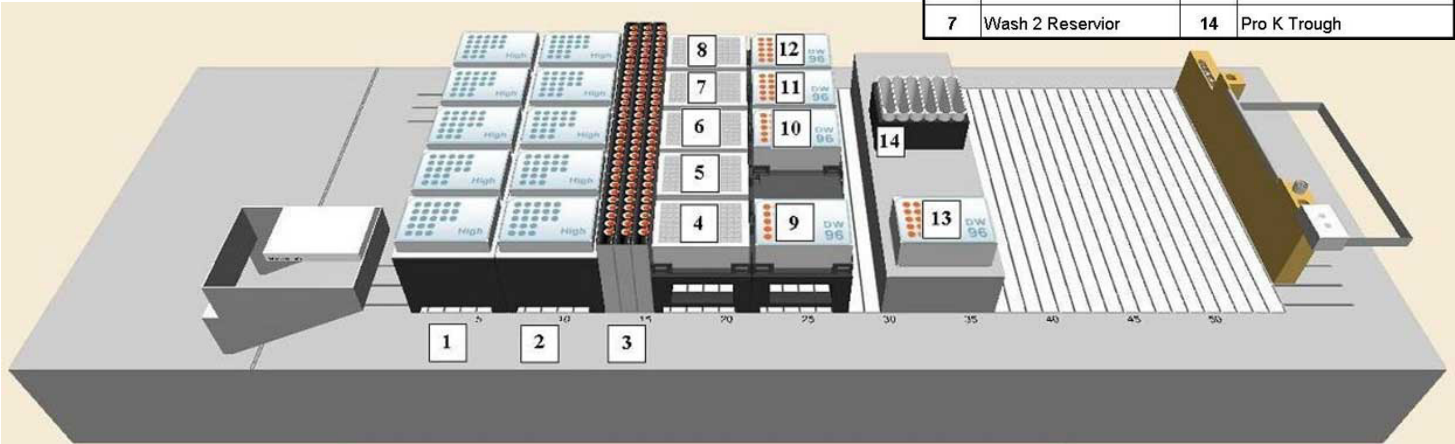 7 Wash 2 Reservior 14 Pro K Trough
8 12
High High
7 11 DW 96
High High
6 10 DW 96
High High 14
5
High High
4 9 DW 96 13 DW 96
High High
5 10 15 20 25 30 35 40 45 50
1 2 3